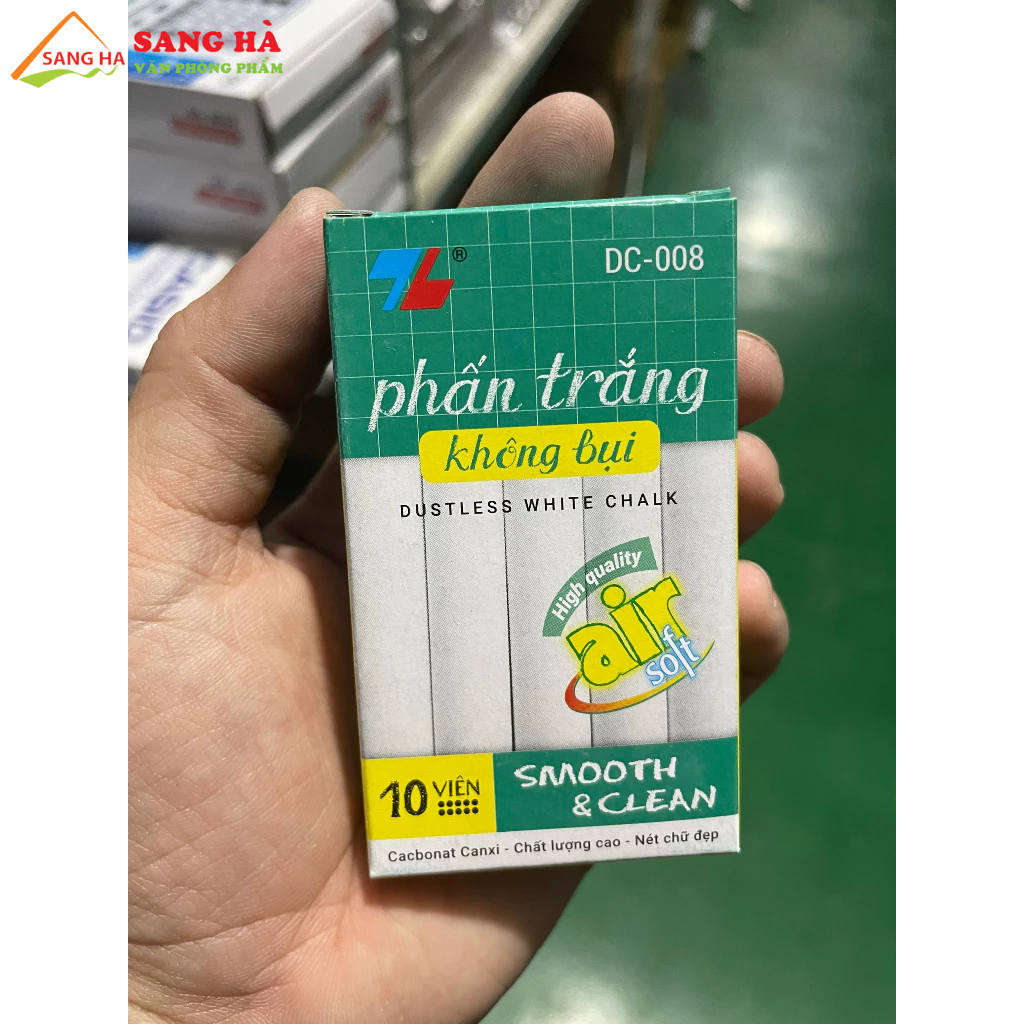 SANG HA
SANG HÀ
VĂN PHÒNG PHẨM
TL®
DC-008
phấn trắng
không bụi
DUSTLESS WHITE CHALK
High quality
air
soft
10 VIÊN
SMOOTH
& CLEAN
Cacbonat Canxi - Chất lượng cao - Nét chữ đẹp